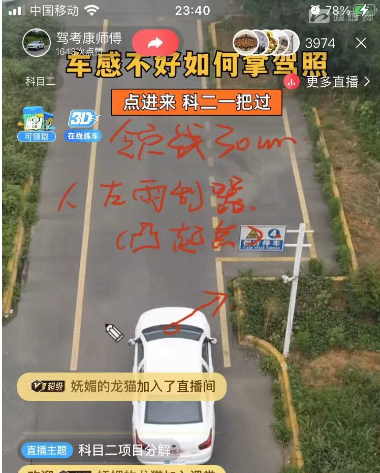 中国移动 23:40 78%
驾考康师傅
1643次点赞
3974
车感不好如何拿驾照
科目二
更多直播
点进来 科二一把过
可领取
3D
在线练车
领线30cm
人左雨刮器
(凸起点)
超级 妩媚的龙猫加入了直播间
直播主题 科目二项目分解